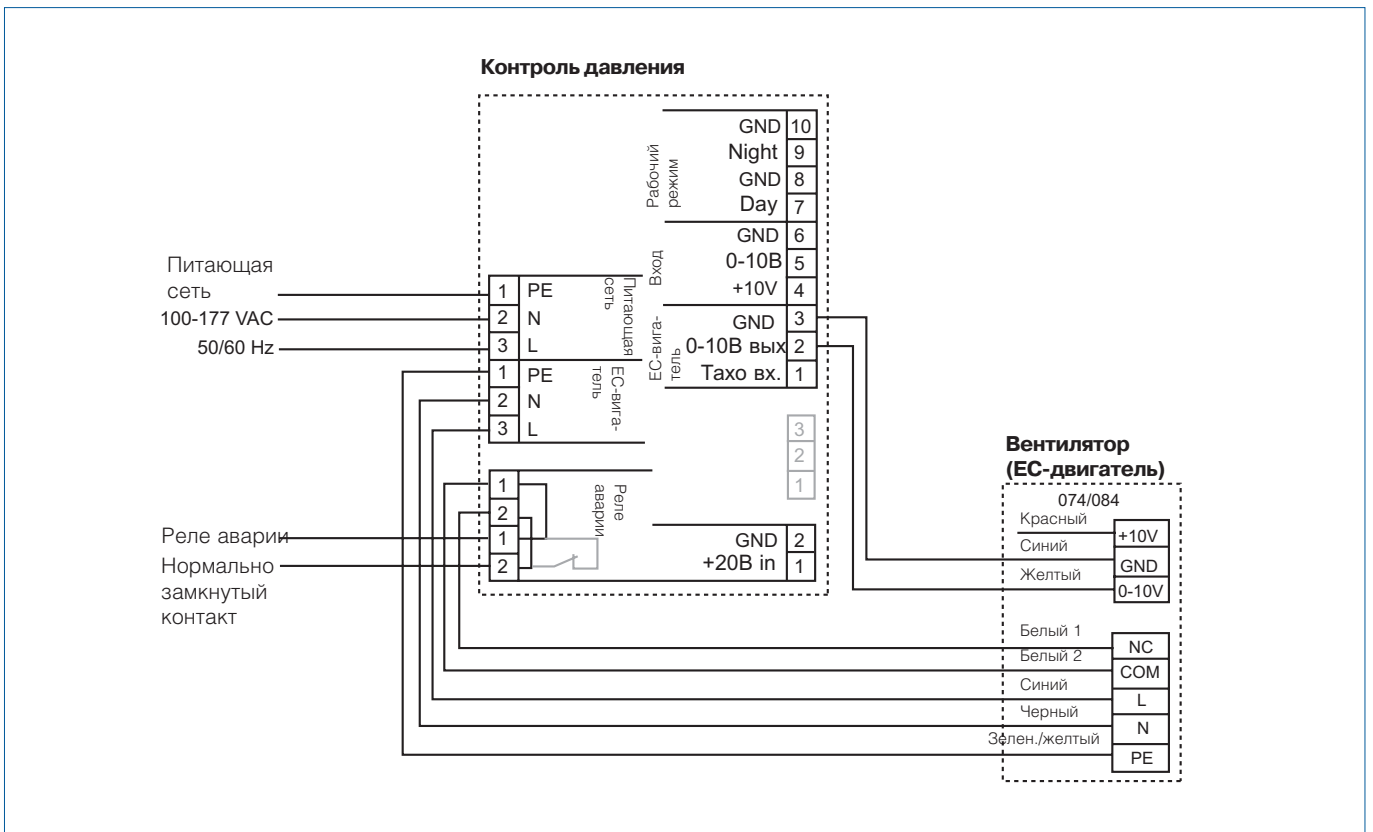 Контроль давления
GND 10
Night 9
GND 8
Day 7
Рабочий
режим
GND 6
0-10В 5
+10V 4
Вход
GND 3
0-10В вых 2
Тахо вх. 1
ЕС-вига-
тель
Питающая
сеть
100-177 VAC
50/60 Hz
1 PE
2 N
3 L
Питающая
сеть
1 PE
2 N
3 L
ЕС-вига-
тель
3
2
1
1
2
1
2
Реле
аварии
Реле аварии
Нормально
замкнутый
контакт
GND 2
+20В in 1
Вентилятор
(ЕС-двигатель)
074/084
Красный
+10V
Синий
GND
Желтый
0-10V
Белый 1
NC
Белый 2
COM
Синий
L
Черный
N
Зелен./желтый
PE